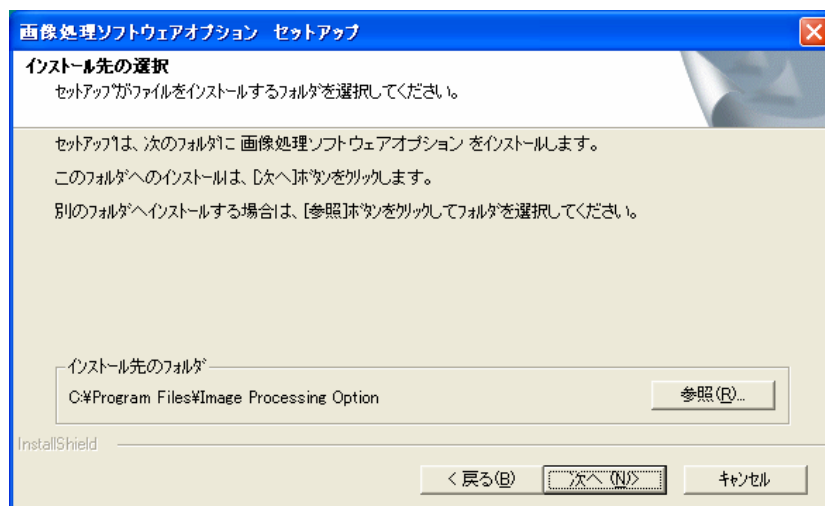 画像処理ソフトウェアオプション セットアップ
インストール先の選択
セットアップがファイルをインストールするフォルダを選択してください。
セットアップは、次のフォルダに 画像処理ソフトウェアオプション をインストールします。
このフォルダへのインストールは、[次へ]ボタンをクリックします。
別のフォルダへインストールする場合は、[参照]ボタンをクリックしてフォルダを選択してください。
インストール先のフォルダ
C:¥Program Files¥Image Processing Option
参照(R)...
InstallShield
< 戻る(B)
次へ (N)>
キャンセル